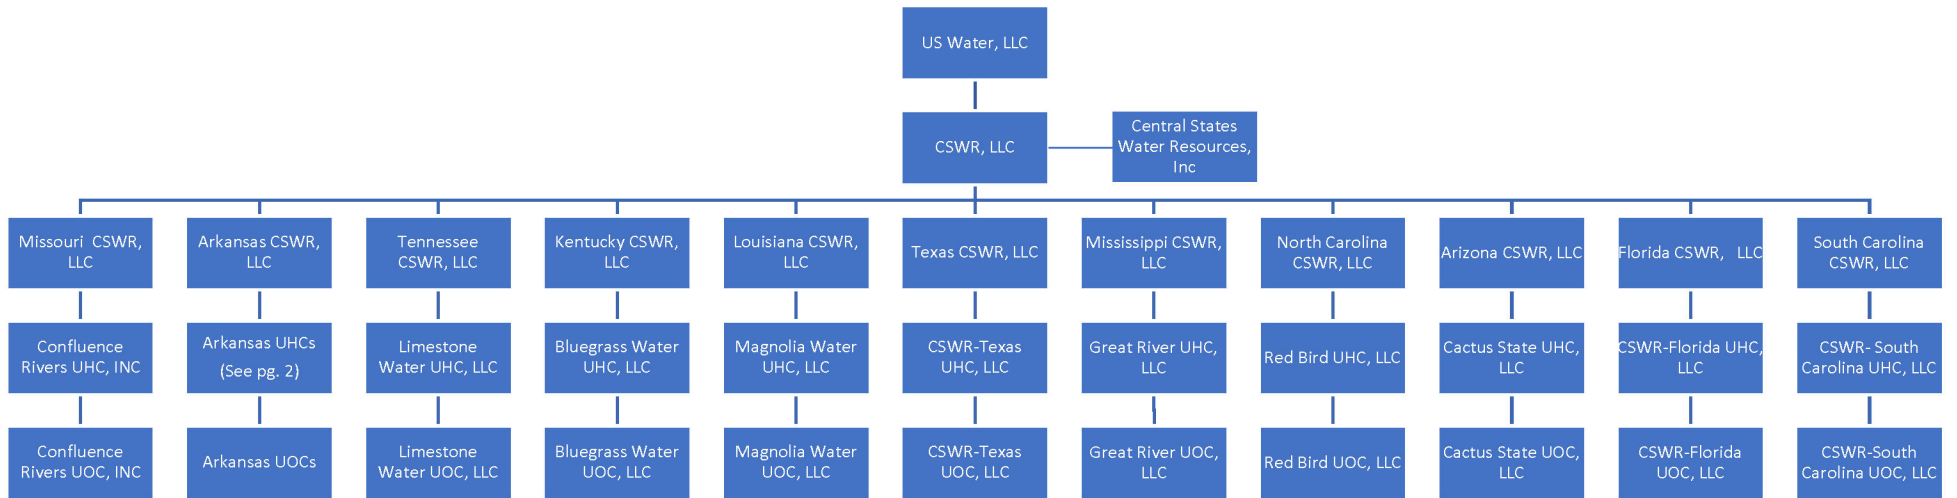 US Water, LLC
CSWR, LLC
Central States
Water Resources,
Inc
Missouri  CSWR,
LLC
Arkansas CSWR,
LLC
Tennessee
CSWR, LLC
Kentucky CSWR,
LLC
Louisiana CSWR,
LLC
Texas CSWR, LLC
Mississippi CSWR,
LLC
North Carolina
CSWR, LLC
Arizona CSWR, LLC
Florida CSWR,   LLC
South Carolina
CSWR, LLC
Confluence
Rivers UHC, INC
Arkansas UHCs
(See pg. 2)
Limestone
Water UHC, LLC
Bluegrass Water
UHC, LLC
Magnolia Water
UHC, LLC
CSWR-Texas
UHC, LLC
Great River UHC,
LLC
Red Bird UHC, LLC
Cactus State UHC,
LLC
CSWR-Florida UHC,
LLC
CSWR- South
Carolina UHC, LLC
Confluence
Rivers UOC, INC
Arkansas UOCs
Limestone
Water UOC, LLC
Bluegrass Water
UOC, LLC
Magnolia Water
UOC, LLC
CSWR-Texas
UOC, LLC
Great River UOC,
LLC
Red Bird UOC, LLC
Cactus State UOC,
LLC
CSWR-Florida
UOC, LLC
CSWR-South
Carolina UOC, LLC